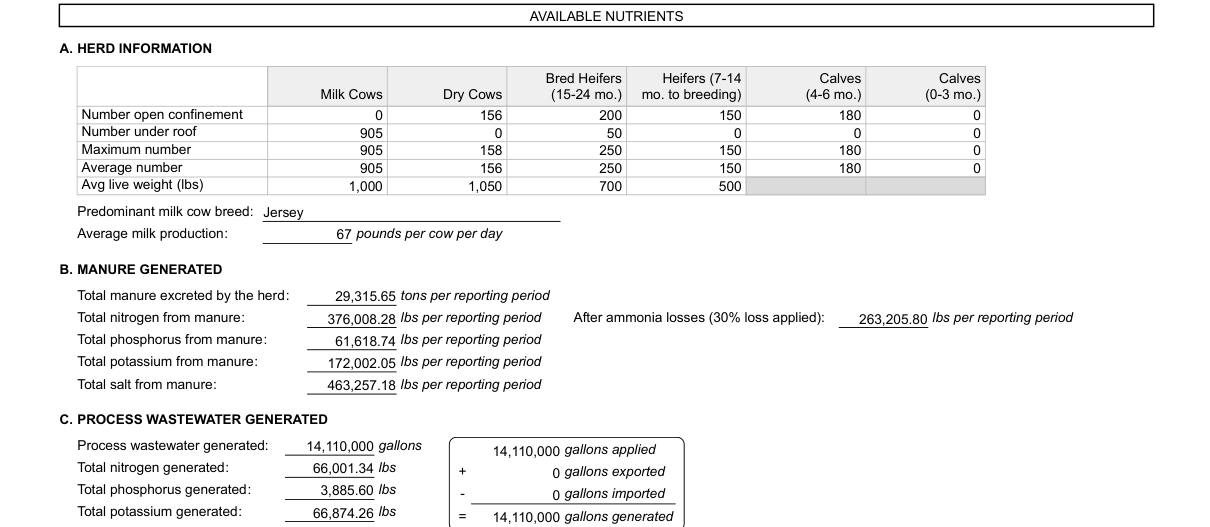 AVAILABLE NUTRIENTS
A. HERD INFORMATION
Milk Cows Dry Cows Bred Heifers (15-24 mo.) Heifers (7-14 mo. to breeding) Calves (4-6 mo.) Calves (0-3 mo.)
Number open confinement 0 156 200 150 180 0
Number under roof 905 0 50 0 0 0
Maximum number 905 158 250 150 180 0
Average number 905 156 250 150 180 0
Avg live weight (lbs) 1,000 1,050 700 500
Predominant milk cow breed: Jersey
Average milk production: 67 pounds per cow per day
B. MANURE GENERATED
Total manure excreted by the herd: 29,315.65 tons per reporting period
Total nitrogen from manure: 376,008.28 lbs per reporting period After ammonia losses (30% loss applied): 263,205.80 lbs per reporting period
Total phosphorus from manure: 61,618.74 lbs per reporting period
Total potassium from manure: 172,002.05 lbs per reporting period
Total salt from manure: 463,257.18 lbs per reporting period
C. PROCESS WASTEWATER GENERATED
Process wastewater generated: 14,110,000 gallons 14,110,000 gallons applied
Total nitrogen generated: 66,001.34 lbs + 0 gallons exported
Total phosphorus generated: 3,885.60 lbs - 0 gallons imported
Total potassium generated: 66,874.26 lbs = 14,110,000 gallons generated